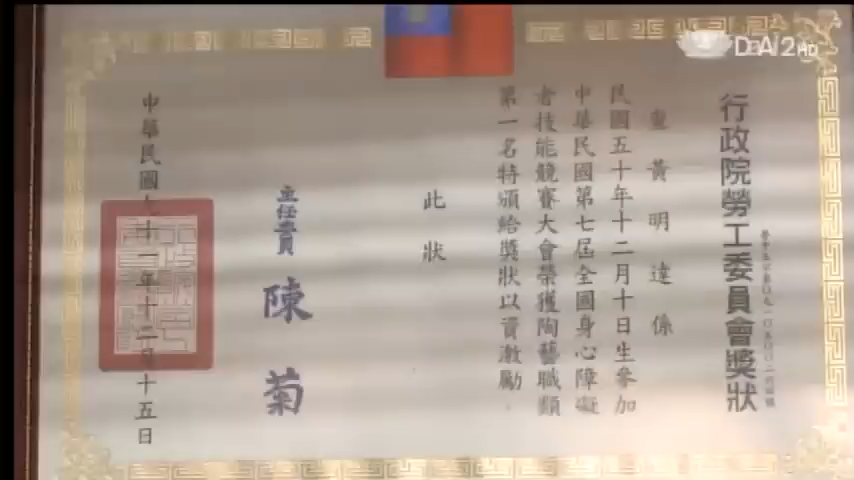 DAi2 HD
行政院勞工委員會獎狀
查黃明達係
民國五十年十二月十日生參加
中華民國第七屆全國身心障礙
者技能競賽大會榮獲陶藝職類
第一名特頒給獎狀以資激勵．
此狀
主任委員 陳菊
中華民國九十一年十二月十五日